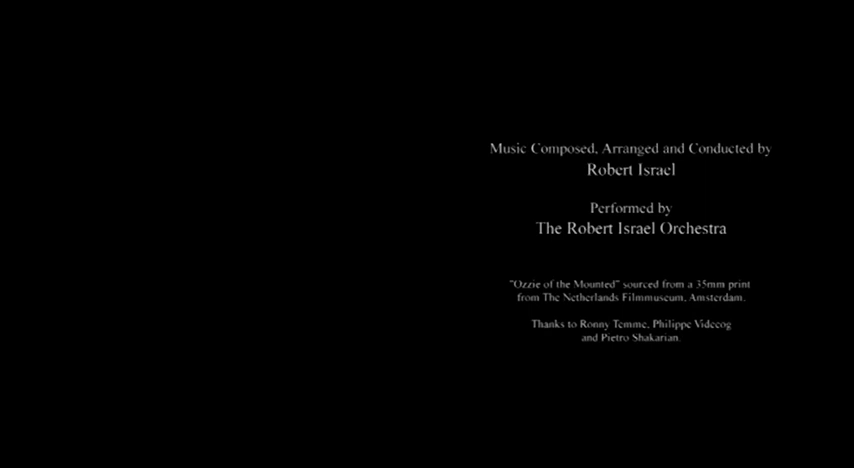 Music Composed, Arranged and Conducted by
Robert Israel
Performed by
The Robert Israel Orchestra
"Ozzie of the Mounted" sourced from a 35mm print
from The Netherlands Filmmuseum, Amsterdam.
Thanks to Ronny Temme, Philippe Videcog
and Pietro Shakarian.